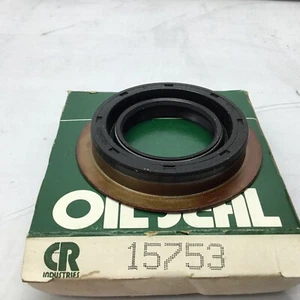 OIL SEAL
CR
INDUSTRIES
15753